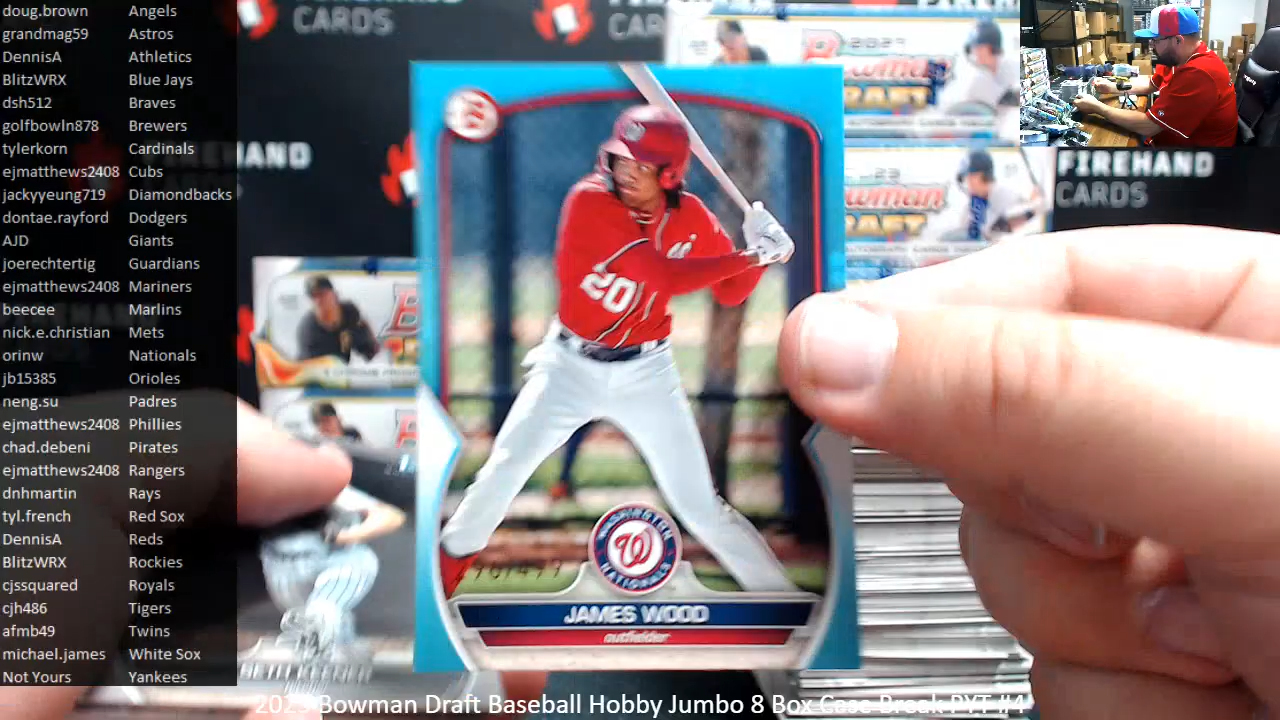 doug.brown Angels
grandmag59 Astros
DennisA Athletics
BlitzWRX Blue Jays
dsh512 Braves
golfbowln878 Brewers
tylerkorn Cardinals
ejmatthews2408 Cubs
jackyyeung719 Diamondbacks
dontae.rayford Dodgers
AJD Giants
joerechtertig Guardians
ejmatthews2408 Mariners
beecee Marlins
nick.e.christian Mets
orinw Nationals
jb15385 Orioles
neng.su Padres
ejmatthews2408 Phillies
chad.debeni Pirates
ejmatthews2408 Rangers
dnhmartin Rays
tyl.french Red Sox
DennisA Reds
BlitzWRX Rockies
cjssquared Royals
cjh486 Tigers
afmb49 Twins
michael.james White Sox
Not Yours Yankees
CARDS
FIREHAND
CARDS
20
WASHINGTON
NATIONALS
JAMES WOOD
outfielder
2023 Bowman Draft Baseball Hobby Jumbo 8 Box Case Break PYT #4